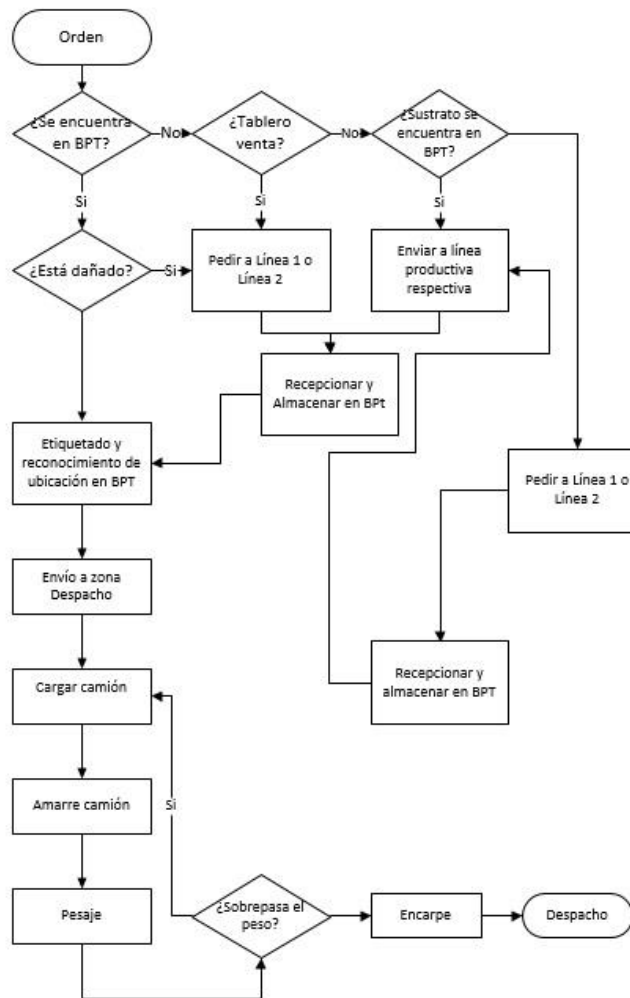 Orden
¿Se encuentra
en BPT?
No
¿Tablero
venta?
No
¿Sustrato se
encuentra en
BPT?
Si
Si
Si
¿Está dañado?
Si
Pedir a Línea 1 o
Línea 2
Enviar a línea
productiva
respectiva
Recepcionar y
Almacenar en BPt
Etiquetado y
reconocimiento de
ubicación en BPT
Pedir a Línea 1 o
Línea 2
Envío a zona
Despacho
Recepcionar y
almacenar en BPT
Cargar camión
Amarre camión
Si
Pesaje
¿Sobrepasa el
peso?
Encarpe
Despacho